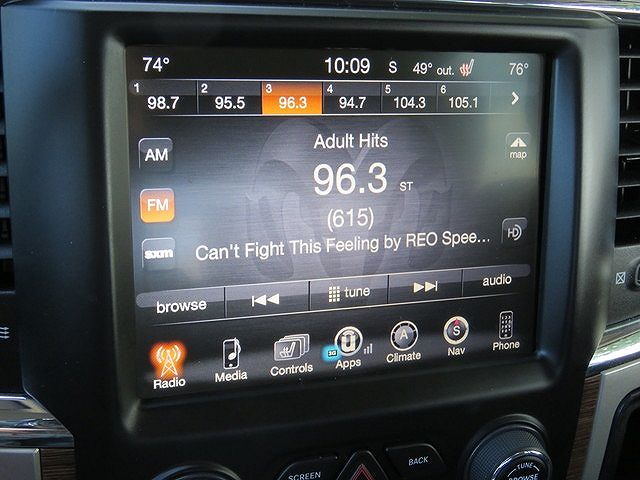 74° 10:09 S 49° out. 76°
1 98.7 2 95.5 3 96.3 4 94.7 5 104.3 6 105.1
Adult Hits
AM map
96.3 ST
FM (615)
HD
sxm Can't Fight This Feeling by REO Spee...
browse tune audio
3G A S
Radio Media Controls Apps Climate Nav Phone
SCREEN BACK TUNE
BROWSE